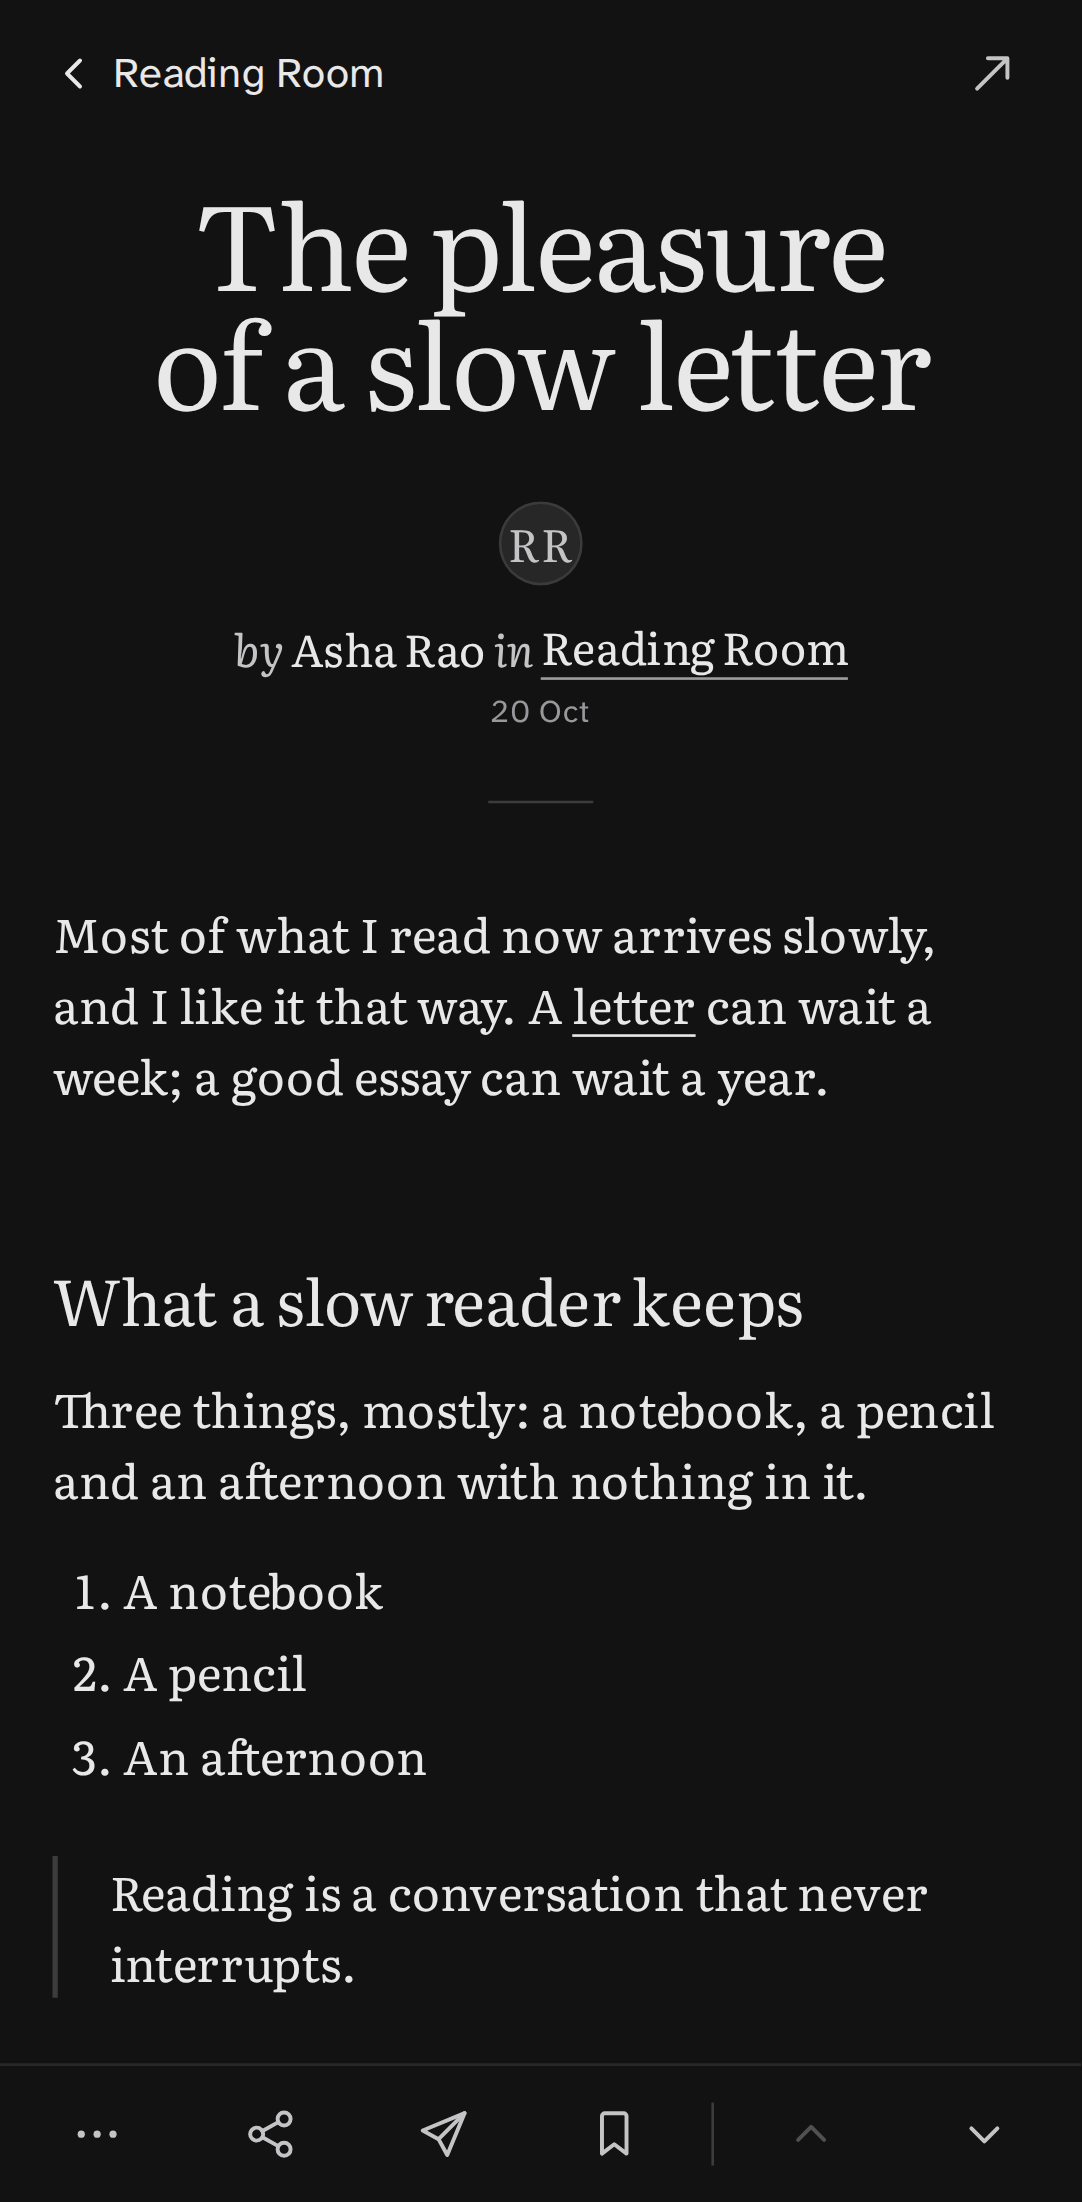 Reading Room
The pleasure
of a slow letter
RR
by Asha Rao in Reading Room
20 Oct
Most of what I read now arrives slowly,
and I like it that way. A letter can wait a
week; a good essay can wait a year.
What a slow reader keeps
Three things, mostly: a notebook, a pencil
and an afternoon with nothing in it.
1. A notebook
2. A pencil
3. An afternoon
Reading is a conversation that never
interrupts.